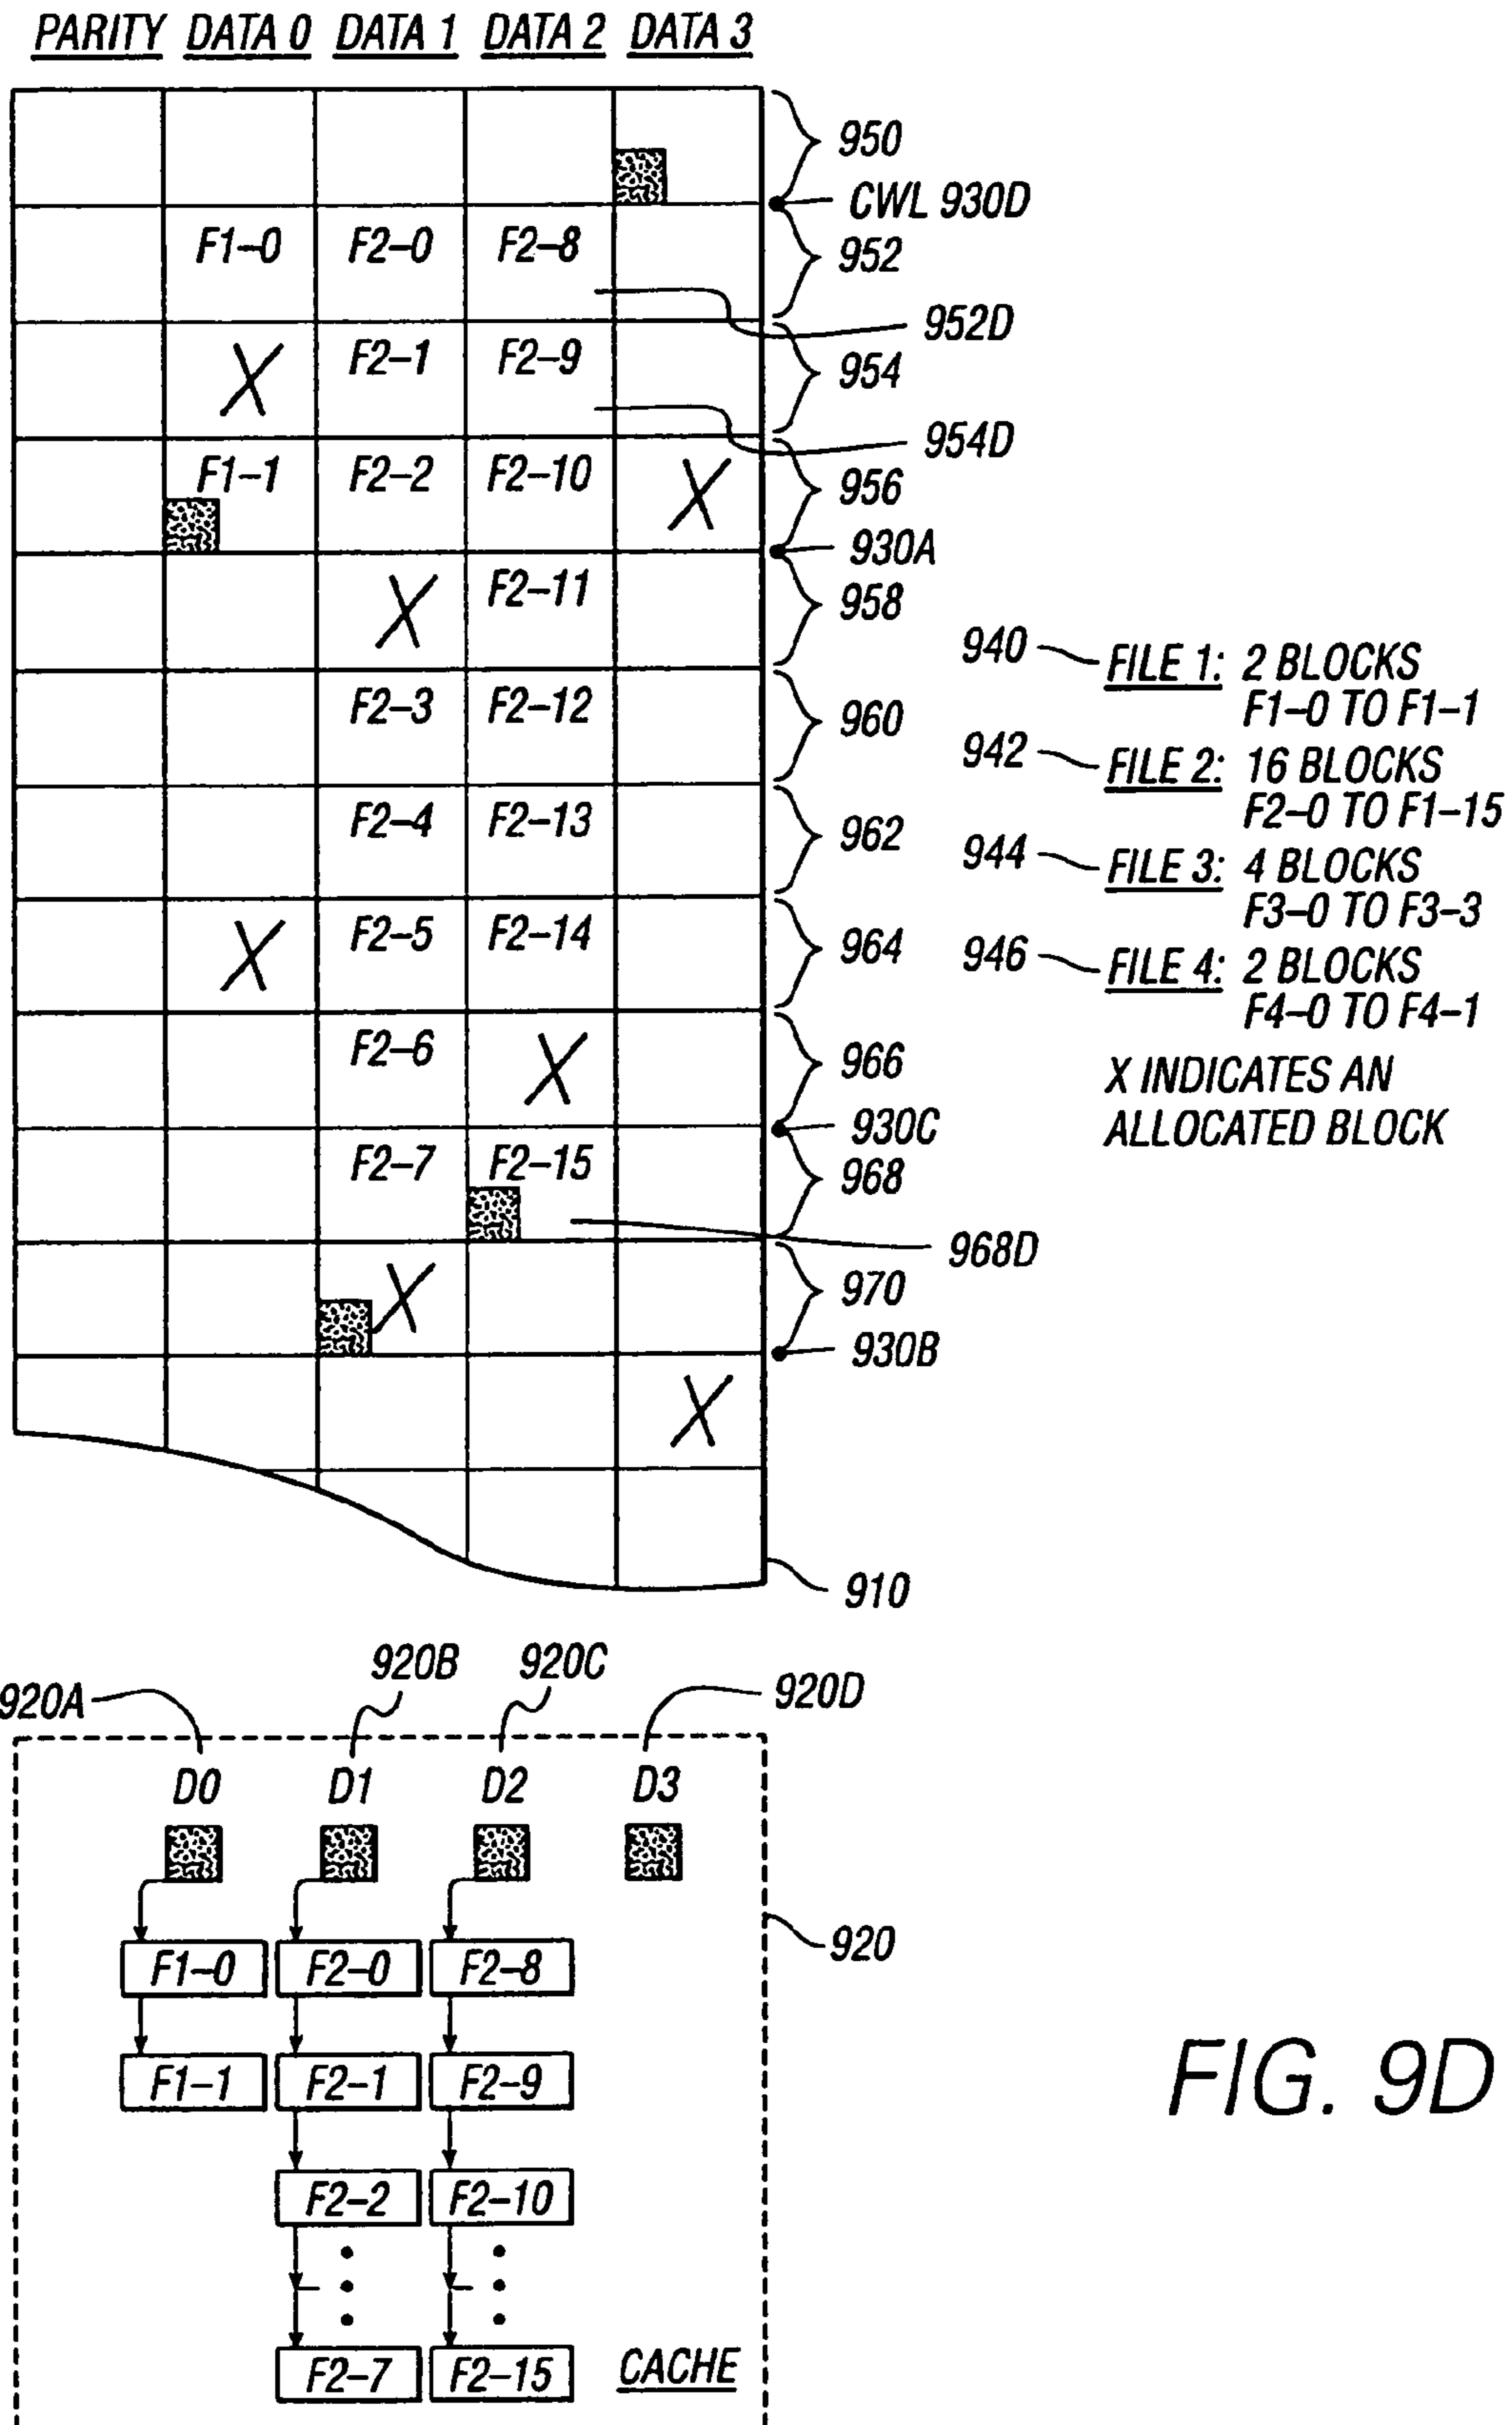 PARITY DATA 0 DATA 1 DATA 2 DATA 3
950
CWL 930D
F1–0 F2–0 F2–8 952
952D
X F2–1 F2–9 954
954D
F1–1 F2–2 F2–10 X 956
930A
X F2–11 958
F2–3 F2–12 960
F2–4 F2–13 962
X F2–5 F2–14 964
F2–6 X 966
930C
F2–7 F2–15 968
968D
X 970
930B
X
910
940 FILE 1: 2 BLOCKS
F1–0 TO F1–1
942 FILE 2: 16 BLOCKS
F2–0 TO F1–15
944 FILE 3: 4 BLOCKS
F3–0 TO F3–3
946 FILE 4: 2 BLOCKS
F4–0 TO F4–1
X INDICATES AN
ALLOCATED BLOCK
920A 920B 920C 920D
D0 D1 D2 D3
920
F1–0 F2–0 F2–8
F1–1 F2–1 F2–9
F2–2 F2–10
F2–7 F2–15 CACHE
FIG. 9D